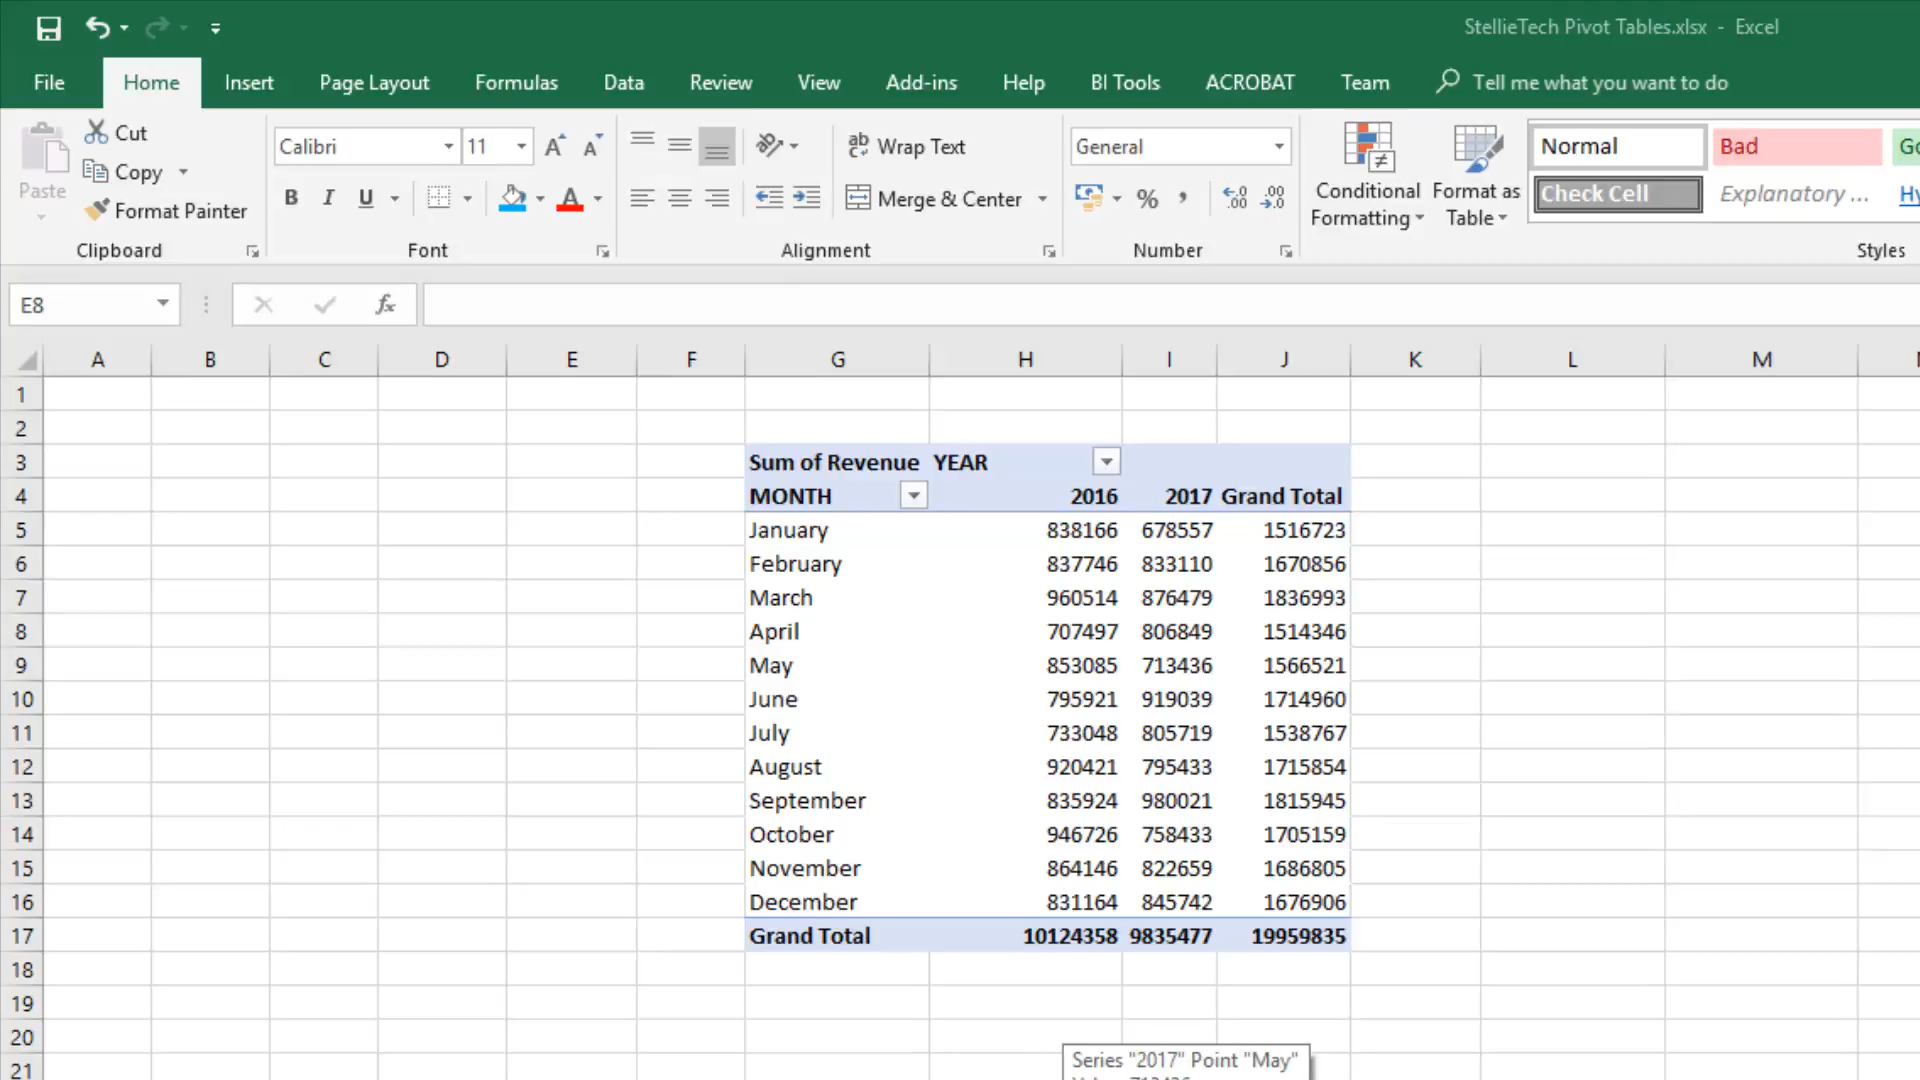 StellieTech Pivot Tables.xlsx - Excel
File Home Insert Page Layout Formulas Data Review View Add-ins Help BI Tools ACROBAT Team Tell me what you want to do
Cut
Copy
Paste
Format Painter
Clipboard
Calibri 11
B I U
Font
Wrap Text
Merge & Center
Alignment
General
Number
Conditional Formatting
Format as Table
Normal Bad
Check Cell Explanatory ...
Styles
E8 fx
A B C D E F G H I J K L M
1
2
3 Sum of Revenue YEAR
4 MONTH 2016 2017 Grand Total
5 January 838166 678557 1516723
6 February 837746 833110 1670856
7 March 960514 876479 1836993
8 April 707497 806849 1514346
9 May 853085 713436 1566521
10 June 795921 919039 1714960
11 July 733048 805719 1538767
12 August 920421 795433 1715854
13 September 835924 980021 1815945
14 October 946726 758433 1705159
15 November 864146 822659 1686805
16 December 831164 845742 1676906
17 Grand Total 10124358 9835477 19959835
18
19
20
21
Series "2017" Point "May"